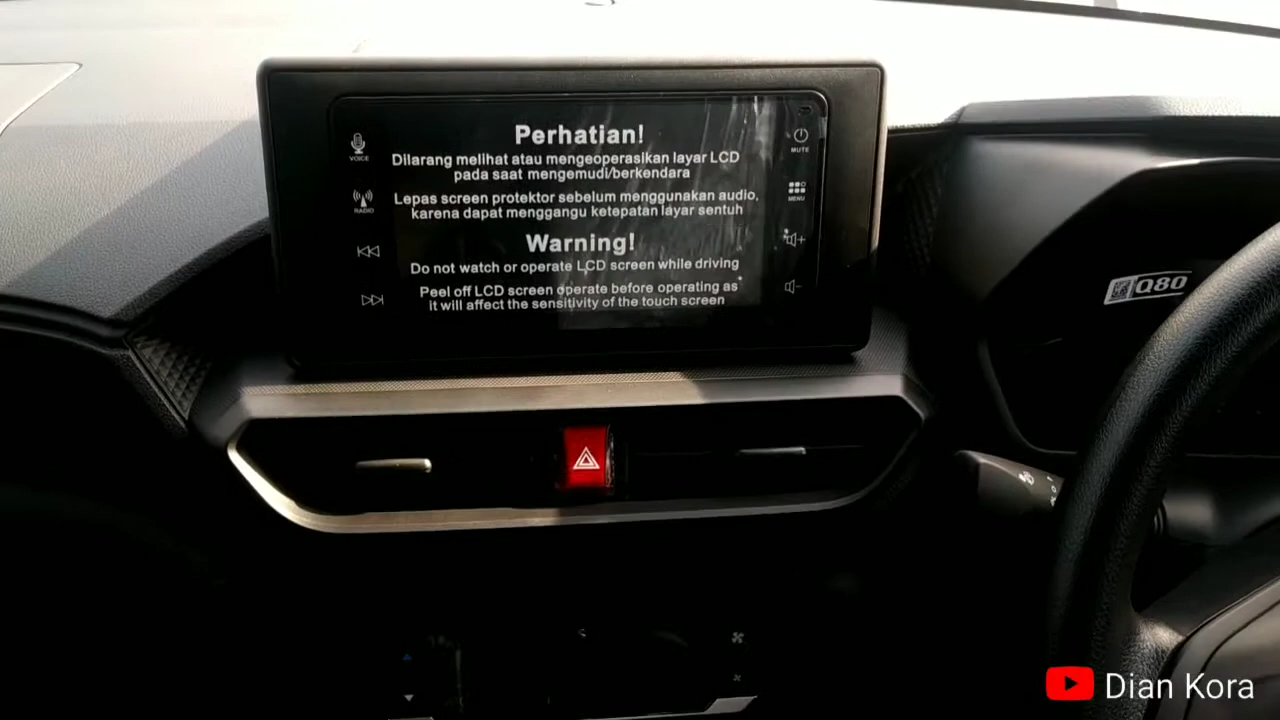 Perhatian!
Dilarang melihat atau mengeoperasikan layar LCD
pada saat mengemudi/berkendara
Lepas screen protektor sebelum menggunakan audio,
karena dapat menggangu ketepatan layar sentuh
Warning!
Do not watch or operate LCD screen while driving
Peel off LCD screen operate before operating as
it will affect the sensitivity of the touch screen
VOICE
RADIO
MUTE
MENU
Q80
Dian Kora